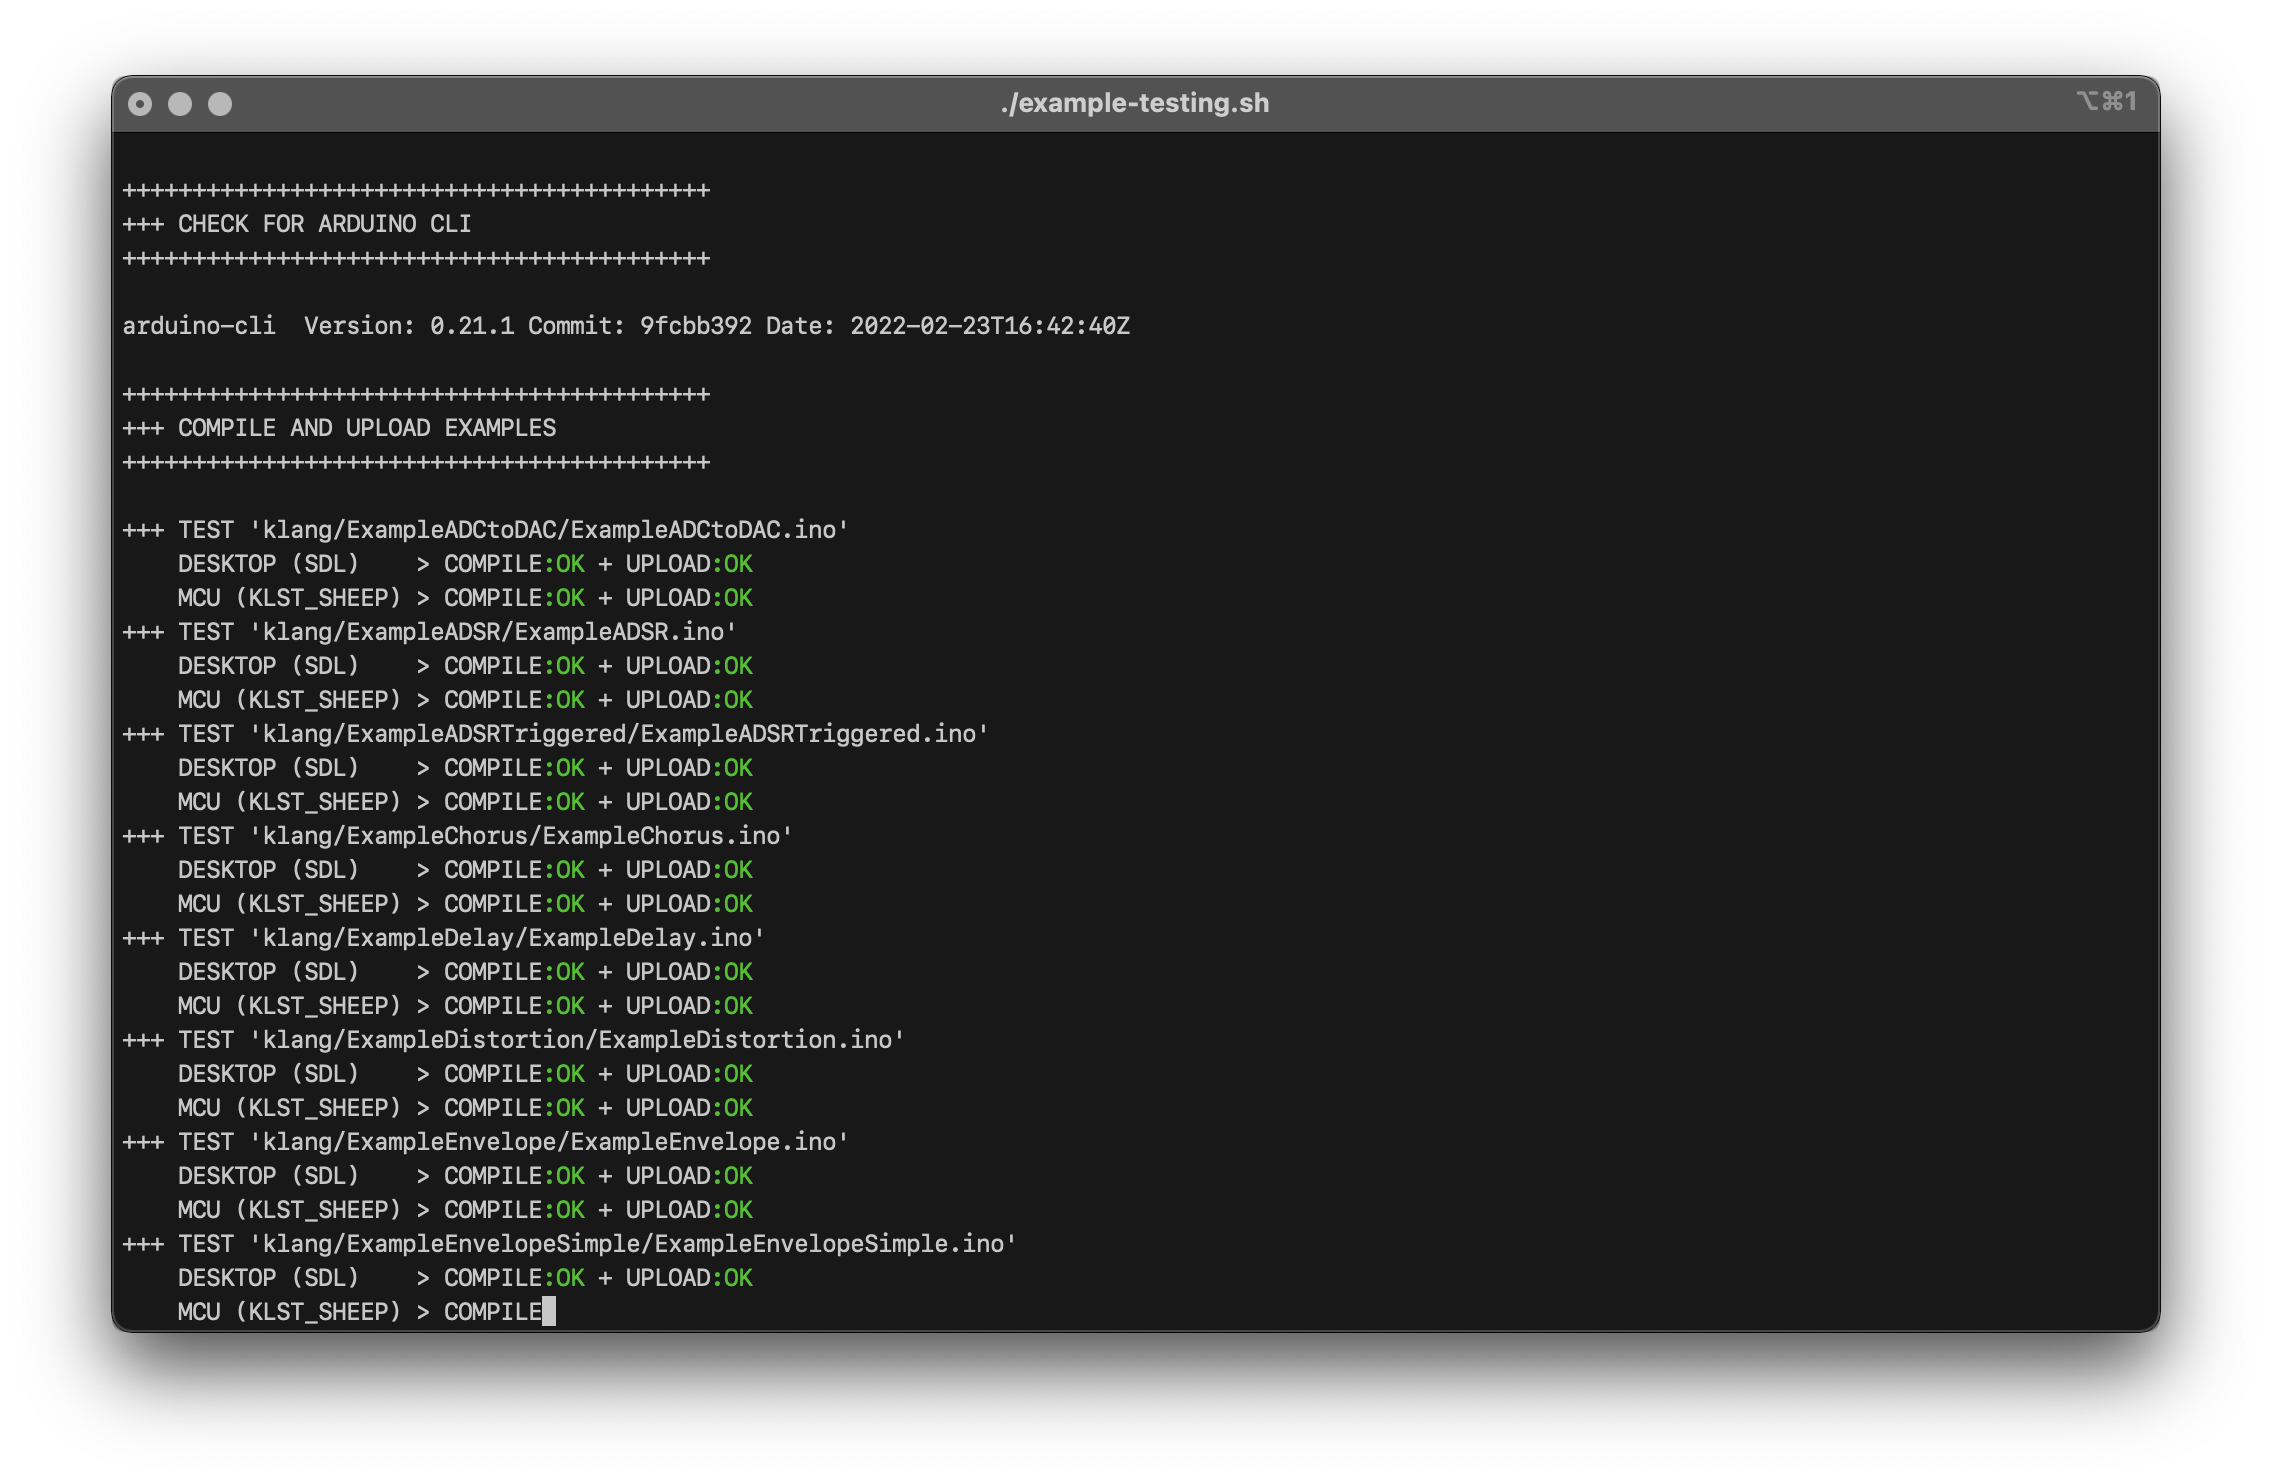 ./example-testing.sh
⌥⌘1
++++++++++++++++++++++++++++++++++++++++++
+++ CHECK FOR ARDUINO CLI
++++++++++++++++++++++++++++++++++++++++++
arduino-cli  Version: 0.21.1 Commit: 9fcbb392 Date: 2022-02-23T16:42:40Z
++++++++++++++++++++++++++++++++++++++++++
+++ COMPILE AND UPLOAD EXAMPLES
++++++++++++++++++++++++++++++++++++++++++
+++ TEST 'klang/ExampleADCtoDAC/ExampleADCtoDAC.ino'
    DESKTOP (SDL)    > COMPILE:OK + UPLOAD:OK
    MCU (KLST_SHEEP) > COMPILE:OK + UPLOAD:OK
+++ TEST 'klang/ExampleADSR/ExampleADSR.ino'
    DESKTOP (SDL)    > COMPILE:OK + UPLOAD:OK
    MCU (KLST_SHEEP) > COMPILE:OK + UPLOAD:OK
+++ TEST 'klang/ExampleADSRTriggered/ExampleADSRTriggered.ino'
    DESKTOP (SDL)    > COMPILE:OK + UPLOAD:OK
    MCU (KLST_SHEEP) > COMPILE:OK + UPLOAD:OK
+++ TEST 'klang/ExampleChorus/ExampleChorus.ino'
    DESKTOP (SDL)    > COMPILE:OK + UPLOAD:OK
    MCU (KLST_SHEEP) > COMPILE:OK + UPLOAD:OK
+++ TEST 'klang/ExampleDelay/ExampleDelay.ino'
    DESKTOP (SDL)    > COMPILE:OK + UPLOAD:OK
    MCU (KLST_SHEEP) > COMPILE:OK + UPLOAD:OK
+++ TEST 'klang/ExampleDistortion/ExampleDistortion.ino'
    DESKTOP (SDL)    > COMPILE:OK + UPLOAD:OK
    MCU (KLST_SHEEP) > COMPILE:OK + UPLOAD:OK
+++ TEST 'klang/ExampleEnvelope/ExampleEnvelope.ino'
    DESKTOP (SDL)    > COMPILE:OK + UPLOAD:OK
    MCU (KLST_SHEEP) > COMPILE:OK + UPLOAD:OK
+++ TEST 'klang/ExampleEnvelopeSimple/ExampleEnvelopeSimple.ino'
    DESKTOP (SDL)    > COMPILE:OK + UPLOAD:OK
    MCU (KLST_SHEEP) > COMPILE